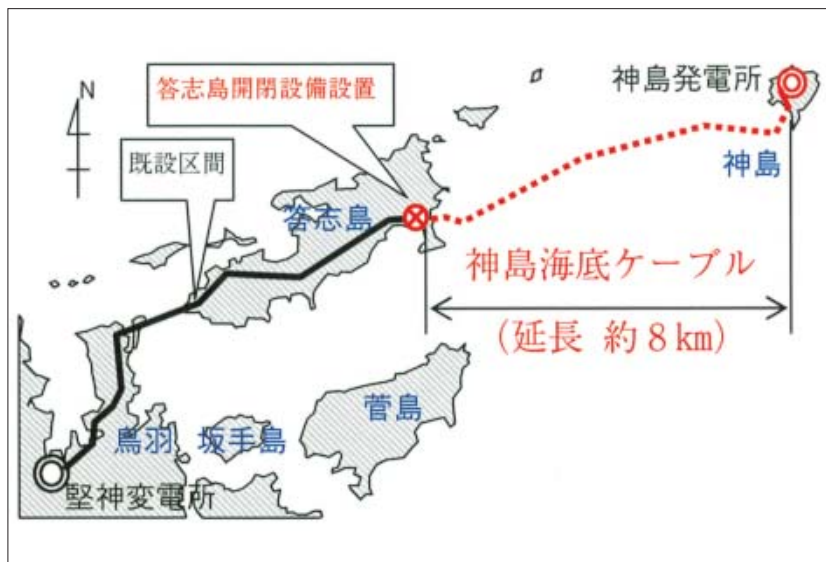 N
答志島開閉設備設置
神島発電所
既設区間
神島
答志島
神島海底ケーブル
(延長 約8㎞)
菅島
鳥羽
坂手島
堅神変電所